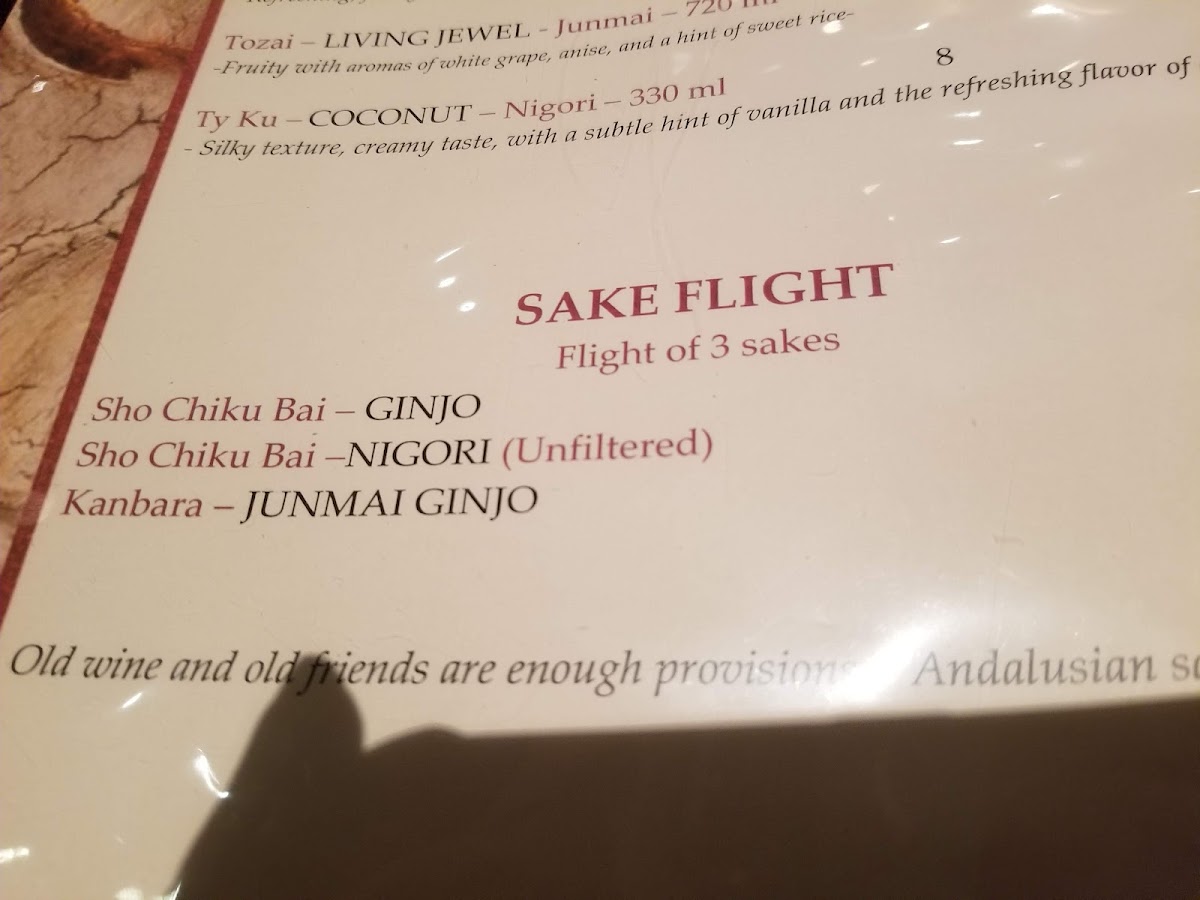 Tozai – LIVING JEWEL - Junmai – 720 ml
-Fruity with aromas of white grape, anise, and a hint of sweet rice-
8
Ty Ku – COCONUT – Nigori – 330 ml
- Silky texture, creamy taste, with a subtle hint of vanilla and the refreshing flavor of
SAKE FLIGHT
Flight of 3 sakes
Sho Chiku Bai – GINJO
Sho Chiku Bai –NIGORI (Unfiltered)
Kanbara – JUNMAI GINJO
Old wine and old friends are enough provisions Andalusian